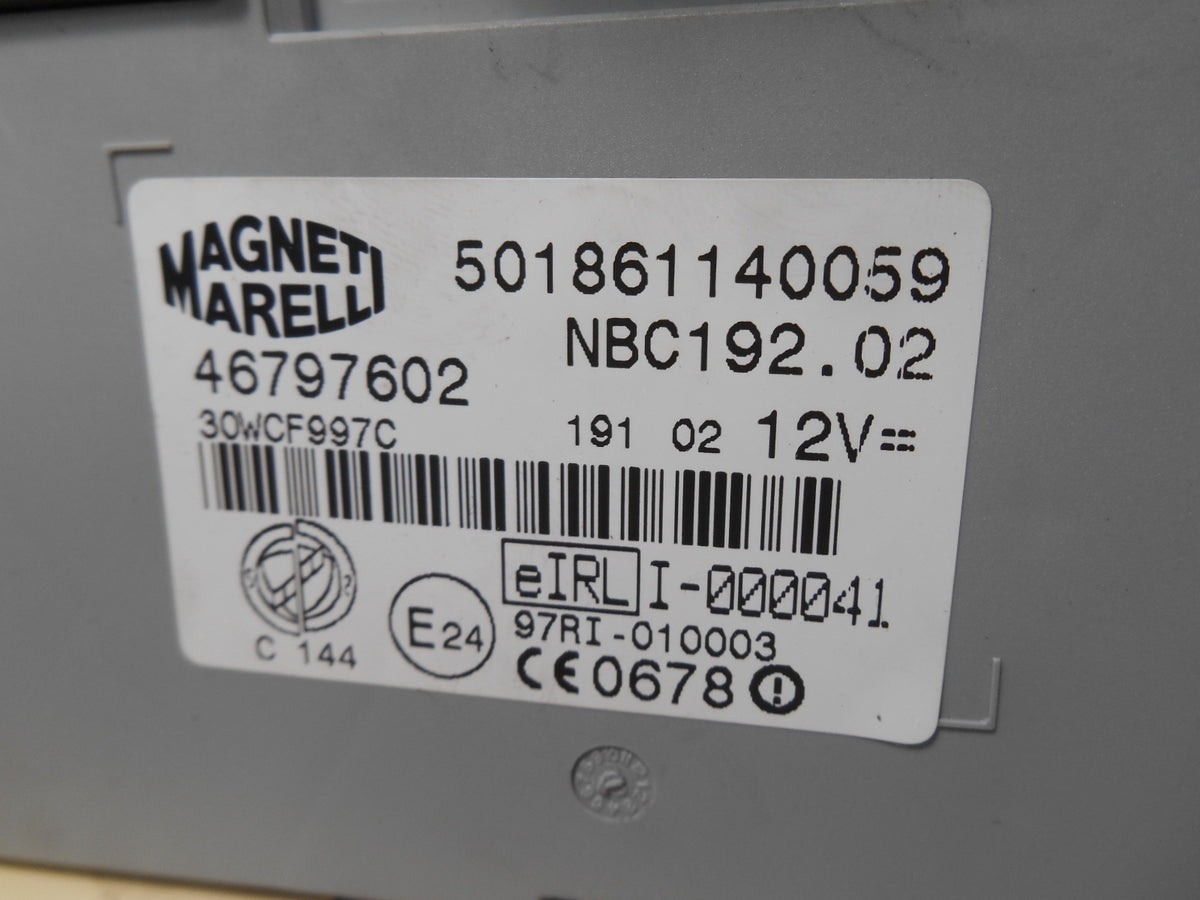 MAGNETI
MARELLI
501861140059
NBC192.02
46797602
30WCF997C
191 02 12V
C 144
E24
eIRL I-000041
97RI-010003
CE0678